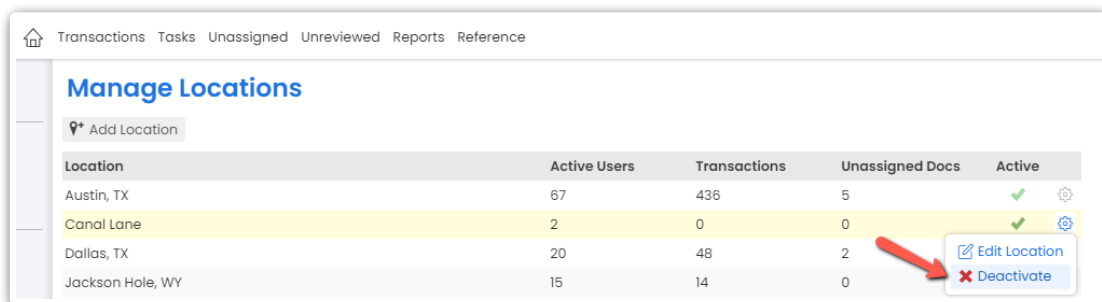 Transactions Tasks Unassigned Unreviewed Reports Reference
Manage Locations
Add Location
Location Active Users Transactions Unassigned Docs Active
Austin, TX 67 436 5
Canal Lane 2 0 0
Dallas, TX 20 48 2
Edit Location
Jackson Hole, WY 15 14 0
Deactivate